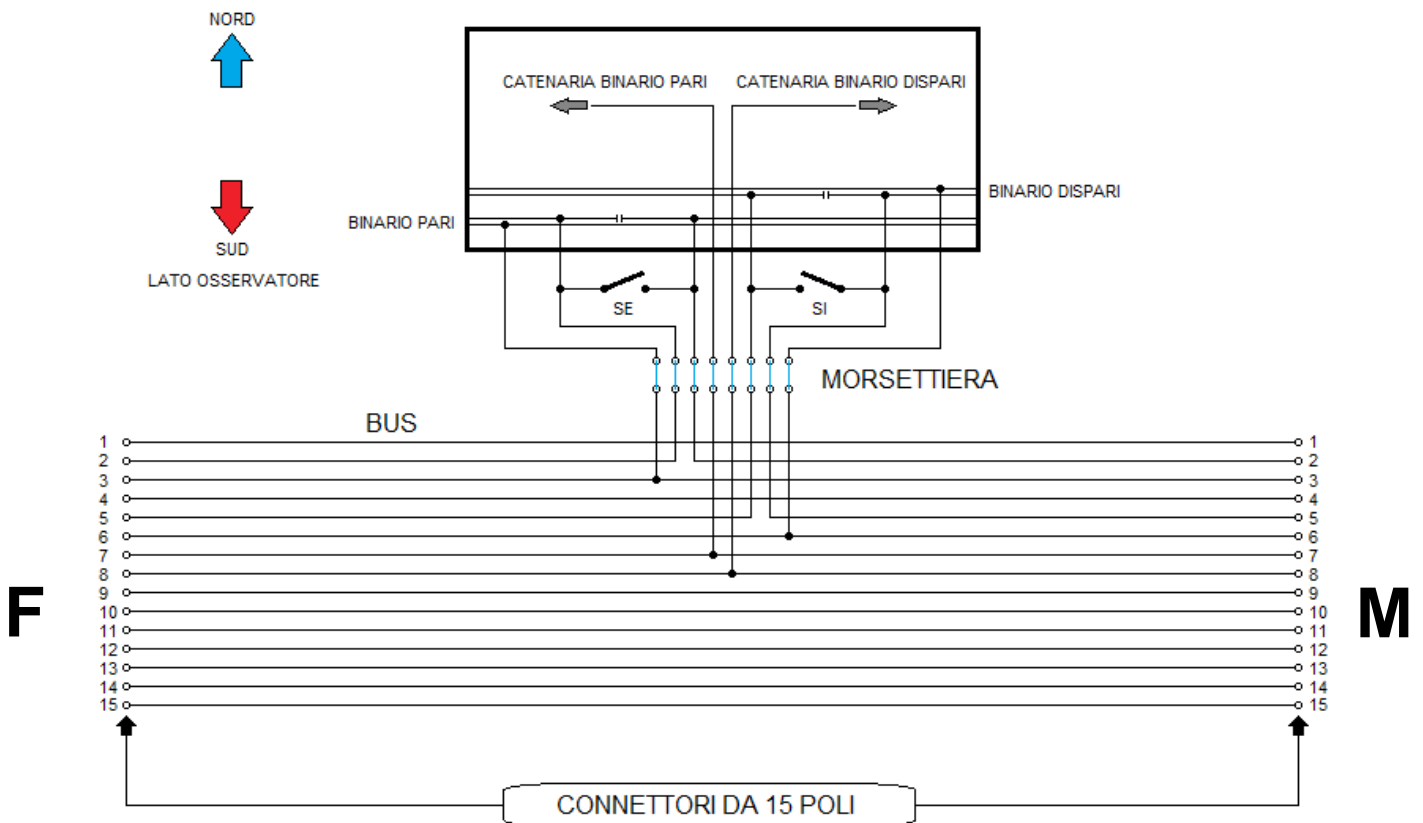 NORD
CATENARIA BINARIO PARI
CATENARIA BINARIO DISPARI
BINARIO DISPARI
BINARIO PARI
SUD
LATO OSSERVATORE
SE
SI
MORSETTIERA
BUS
1
1
2
2
3
3
4
4
5
5
6
6
7
7
8
8
9
9
10
10
11
11
12
12
13
13
14
14
15
15
F
M
CONNETTORI DA 15 POLI